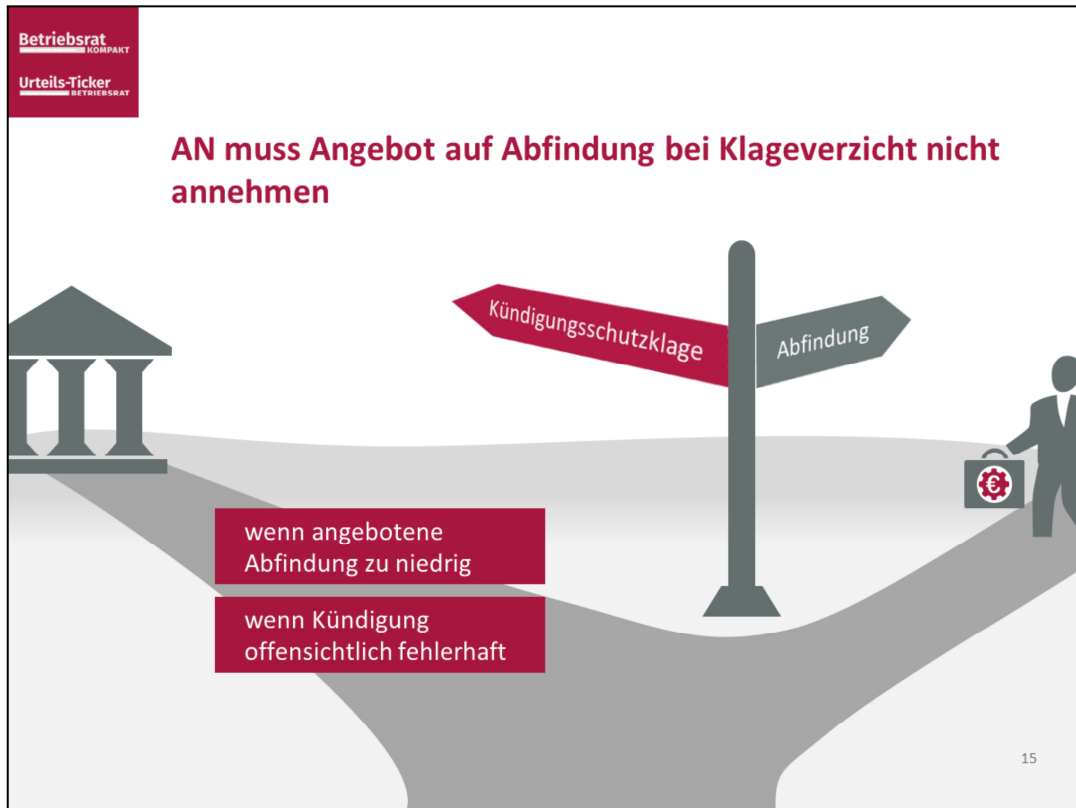 Betriebsrat
KOMPAKT
Urteils-Ticker
BETRIEBSRAT
AN muss Angebot auf Abfindung bei Klageverzicht nicht
annehmen
Kündigungsschutzklage
Abfindung
€
wenn angebotene
Abfindung zu niedrig
wenn Kündigung
offensichtlich fehlerhaft
15